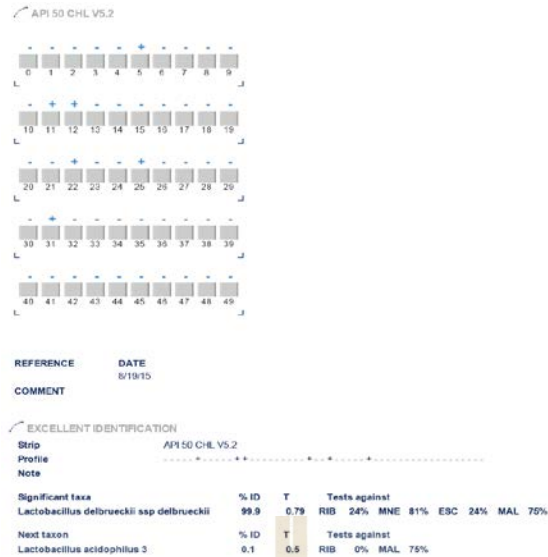 API 50 CHL V5.2
- - - - - + - - - -
0 1 2 3 4 5 6 7 8 9
- + + - - - - - - -
10 11 12 13 14 15 16 17 18 19
- - + - - + - - - -
20 21 22 23 24 25 26 27 28 29
- + - - - - - - - -
30 31 32 33 34 35 36 37 38 39
- - - - - - - - - -
40 41 42 43 44 45 46 47 48 49
REFERENCE DATE
8/19/15
COMMENT
EXCELLENT IDENTIFICATION
Strip API 50 CHL V5.2
Profile - - - - - + - - - - - + + - - - - - - - - - + - - + - - - - - + - - - - - - - - - - - - - - - - - -
Note
Significant taxa % ID T Tests against
Lactobacillus delbrueckii ssp delbrueckii 99.9 0.79 RIB 24% MNE 81% ESC 24% MAL 75%
Next taxon % ID T Tests against
Lactobacillus acidophilus 3 0.1 0.5 RIB 0% MAL 75%